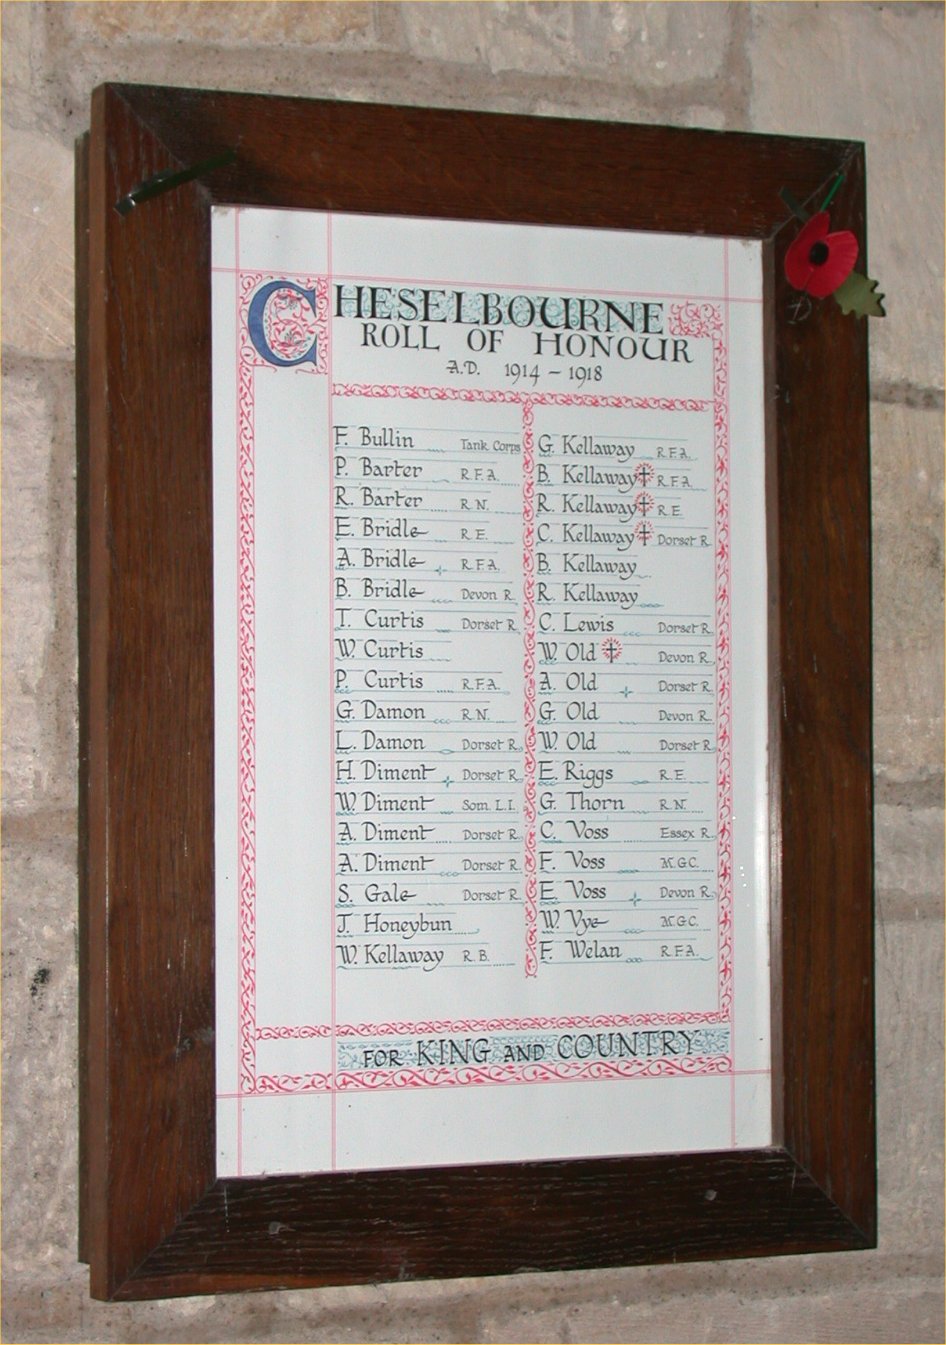 CHESELBOURNE
ROLL OF HONOUR
A.D. 1914 – 1918
F. Bullin Tank Corps
P. Barter R.F.A.
R. Barter R.N.
E. Bridle R.E.
A. Bridle R.F.A.
B. Bridle Devon R.
T. Curtis Dorset R.
W. Curtis
P. Curtis R.F.A.
G. Damon R.N.
L. Damon Dorset R.
H. Diment Dorset R.
W. Diment Som. L.I.
A. Diment Dorset R.
A. Diment Dorset R.
S. Gale Dorset R.
J. Honeybun
W. Kellaway R.B.
G. Kellaway R.F.A.
B. Kellaway ✝ R.F.A.
R. Kellaway ✝ R.E.
C. Kellaway ✝ Dorset R.
B. Kellaway
R. Kellaway
C. Lewis Dorset R.
W. Old ✝ Devon R.
A. Old Dorset R.
G. Old Devon R.
W. Old Dorset R.
E. Riggs R.E.
G. Thorn R.N.
C. Voss Essex R.
F. Voss M.G.C.
E. Voss Devon R.
W. Vye M.G.C.
F. Welan R.F.A.
FOR KING AND COUNTRY